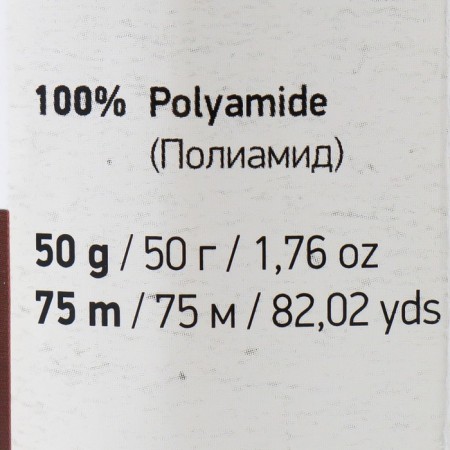 100% Polyamide
(Полиамид)
50 g / 50 г / 1,76 oz
75 m / 75 м / 82,02 yds